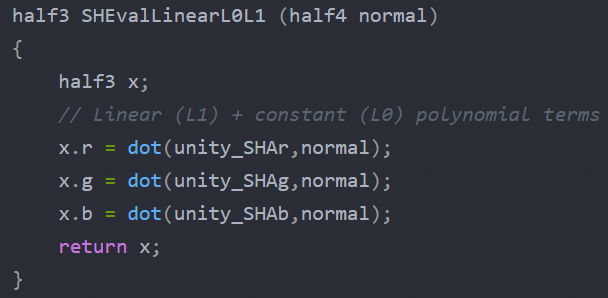 half3 SHEvalLinearL0L1 (half4 normal)
{
    half3 x;
    // Linear (L1) + constant (L0) polynomial terms
    x.r = dot(unity_SHAr,normal);
    x.g = dot(unity_SHAg,normal);
    x.b = dot(unity_SHAb,normal);
    return x;
}